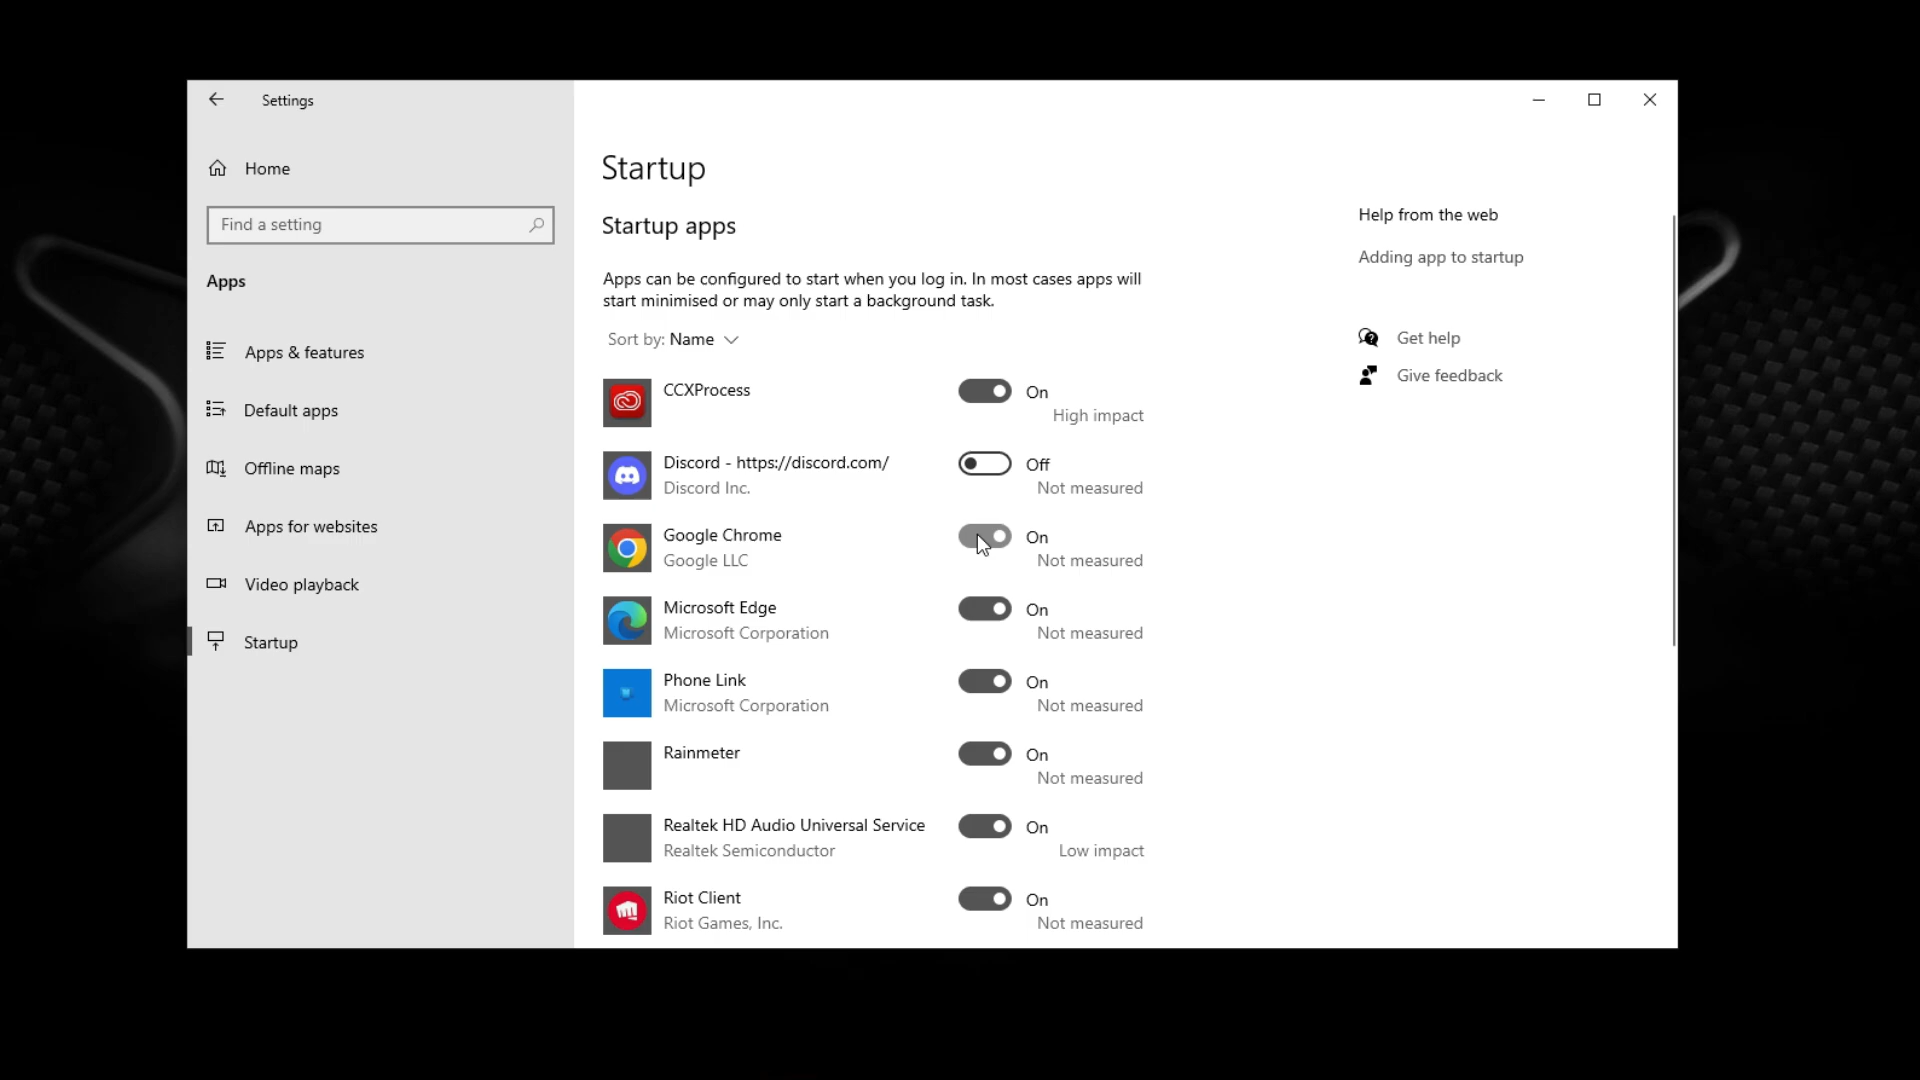 Settings
Home
Find a setting
Apps
Apps & features
Default apps
Offline maps
Apps for websites
Video playback
Startup
Startup
Startup apps
Apps can be configured to start when you log in. In most cases apps will
start minimised or may only start a background task.
Sort by: Name
CCXProcess
On
High impact
Discord - https://discord.com/
Off
Discord Inc.
Not measured
Google Chrome
On
Google LLC
Not measured
Microsoft Edge
On
Microsoft Corporation
Not measured
Phone Link
On
Microsoft Corporation
Not measured
Rainmeter
On
Not measured
Realtek HD Audio Universal Service
On
Realtek Semiconductor
Low impact
Riot Client
On
Riot Games, Inc.
Not measured
Help from the web
Adding app to startup
Get help
Give feedback